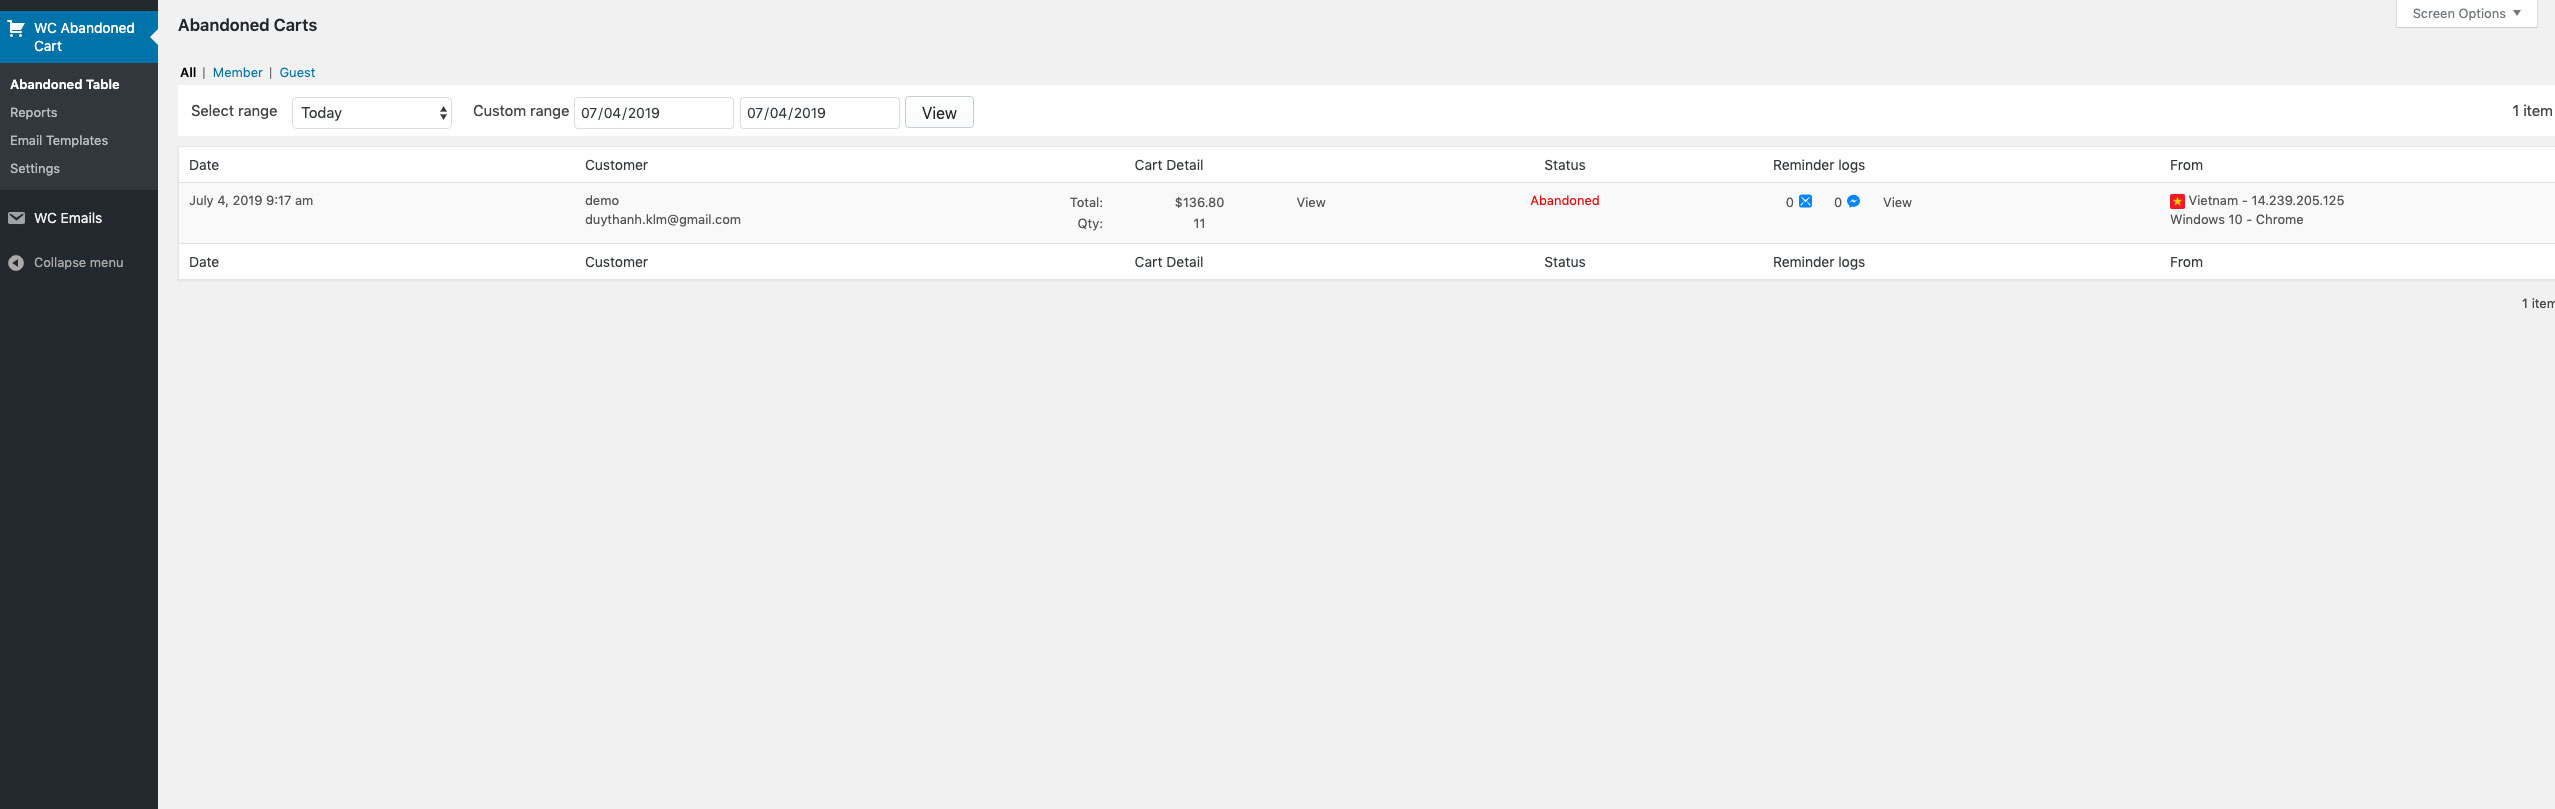 WC Abandoned
Cart
Abandoned Table
Reports
Email Templates
Settings
WC Emails
Collapse menu
Screen Options
Abandoned Carts
All | Member | Guest
Select range Today Custom range 07/04/2019 07/04/2019 View 1 item
Date Customer Cart Detail Status Reminder logs From
July 4, 2019 9:17 am demo Total: $136.80 View Abandoned 0 0 View Vietnam - 14.239.205.125
duythanh.klm@gmail.com Qty: 11 Windows 10 - Chrome
Date Customer Cart Detail Status Reminder logs From
1 item